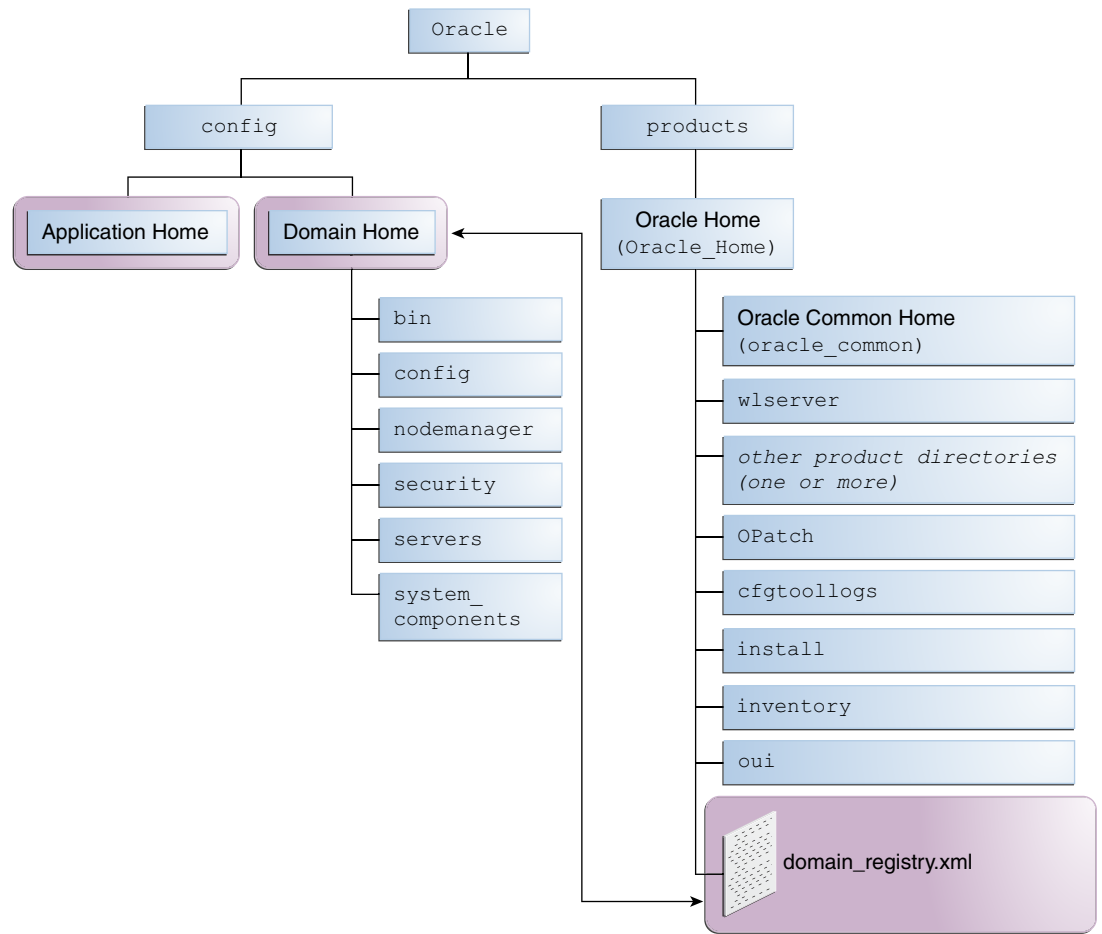 Oracle
config
products
Application Home
Domain Home
Oracle Home
(Oracle_Home)
bin
config
nodemanager
security
servers
system_
components
Oracle Common Home
(oracle_common)
wlserver
other product directories
(one or more)
OPatch
cfgtoollogs
install
inventory
oui
domain_registry.xml